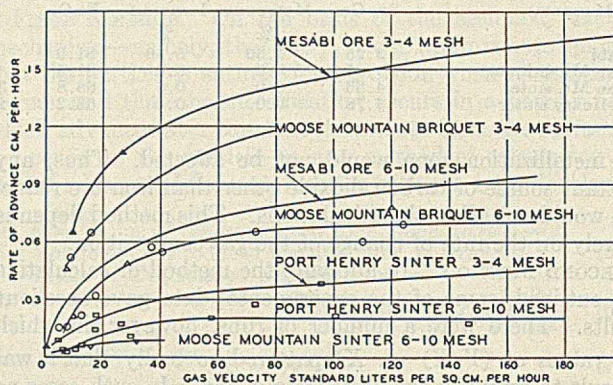 MESABI ORE 3-4 MESH
.15
.12
MOOSE MOUNTAIN BRIQUET 3-4 MESH
MESABI ORE 6-10 MESH
.09
MOOSE MOUNTAIN BRIQUET 6-10 MESH
.06
PORT HENRY SINTER 3-4 MESH
.03
PORT HENRY SINTER 6-10 MESH
MOOSE MOUNTAIN SINTER 6-10 MESH
RATE OF ADVANCE CM. PER-HOUR
0 20 40 60 80 100 120 140 160 180
GAS VELOCITY STANDARD LITERS PER SQ.CM. PER HOUR